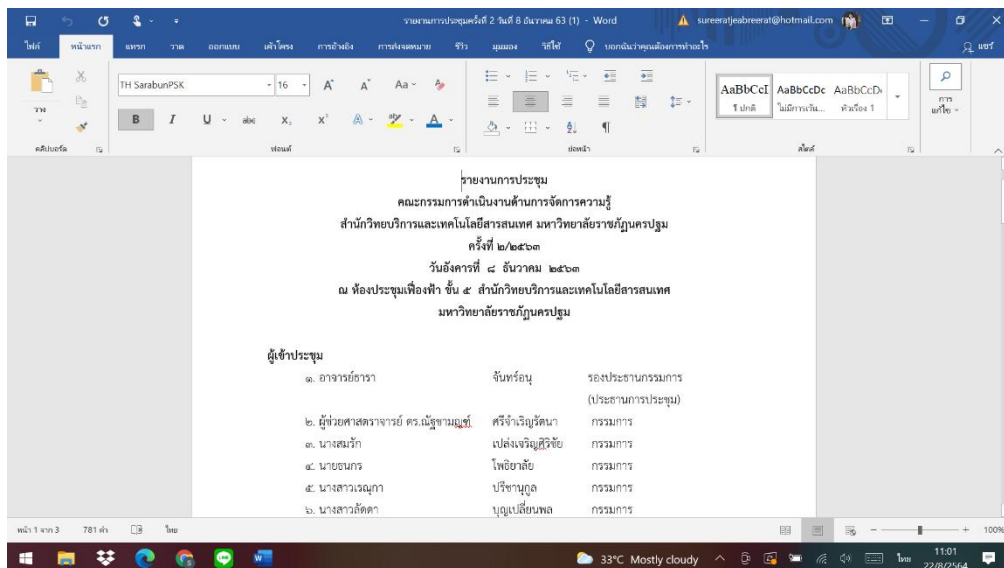 รายงานการประชุมครั้งที่ 2 วันที่ 8 ธันวาคม 63 (1) - Word
sureeratjeabreerat@hotmail.com
ไฟล์ หน้าแรก แทรก วาด ออกแบบ เค้าโครง การอ้างอิง การส่งจดหมาย รีวิว มุมมอง วิธีใช้ บอกฉันว่าคุณต้องการทำอะไร แชร์
วาง
TH SarabunPSK 16 A A Aa
B I U abc X₂ X² A aby A
AaBbCcI AaBbCcDc AaBbCcDı
¶ ปกติ ไม่มีการเว้น... หัวเรื่อง 1
การแก้ไข
คลิปบอร์ด ฟอนต์ ย่อหน้า สไตล์
รายงานการประชุม
คณะกรรมการดำเนินงานด้านการจัดการความรู้
สำนักวิทยบริการและเทคโนโลยีสารสนเทศ มหาวิทยาลัยราชภัฏนครปฐม
ครั้งที่ ๒/๒๕๖๓
วันอังคารที่ ๘ ธันวาคม ๒๕๖๓
ณ ห้องประชุมเฟื่องฟ้า ชั้น ๕ สำนักวิทยบริการและเทคโนโลยีสารสนเทศ
มหาวิทยาลัยราชภัฏนครปฐม
ผู้เข้าประชุม
๑. อาจารย์ธารา จันทร์อนุ รองประธานกรรมการ
(ประธานการประชุม)
๒. ผู้ช่วยศาสตราจารย์ ดร.ณัฐชามญฑ์ ศรีจำเริญรัตนา กรรมการ
๓. นางสมรัก เปล่งเจริญศิริชัย กรรมการ
๔. นายธนกร โพธิยาลัย กรรมการ
๕. นางสาวเรณุกา ปรีชานุกูล กรรมการ
๖. นางสาวลัดดา บุญเปลี่ยนพล กรรมการ
หน้า 1 จาก 3 781 คำ ไทย 100%
33°C Mostly cloudy ไทย 11:01
22/8/2564